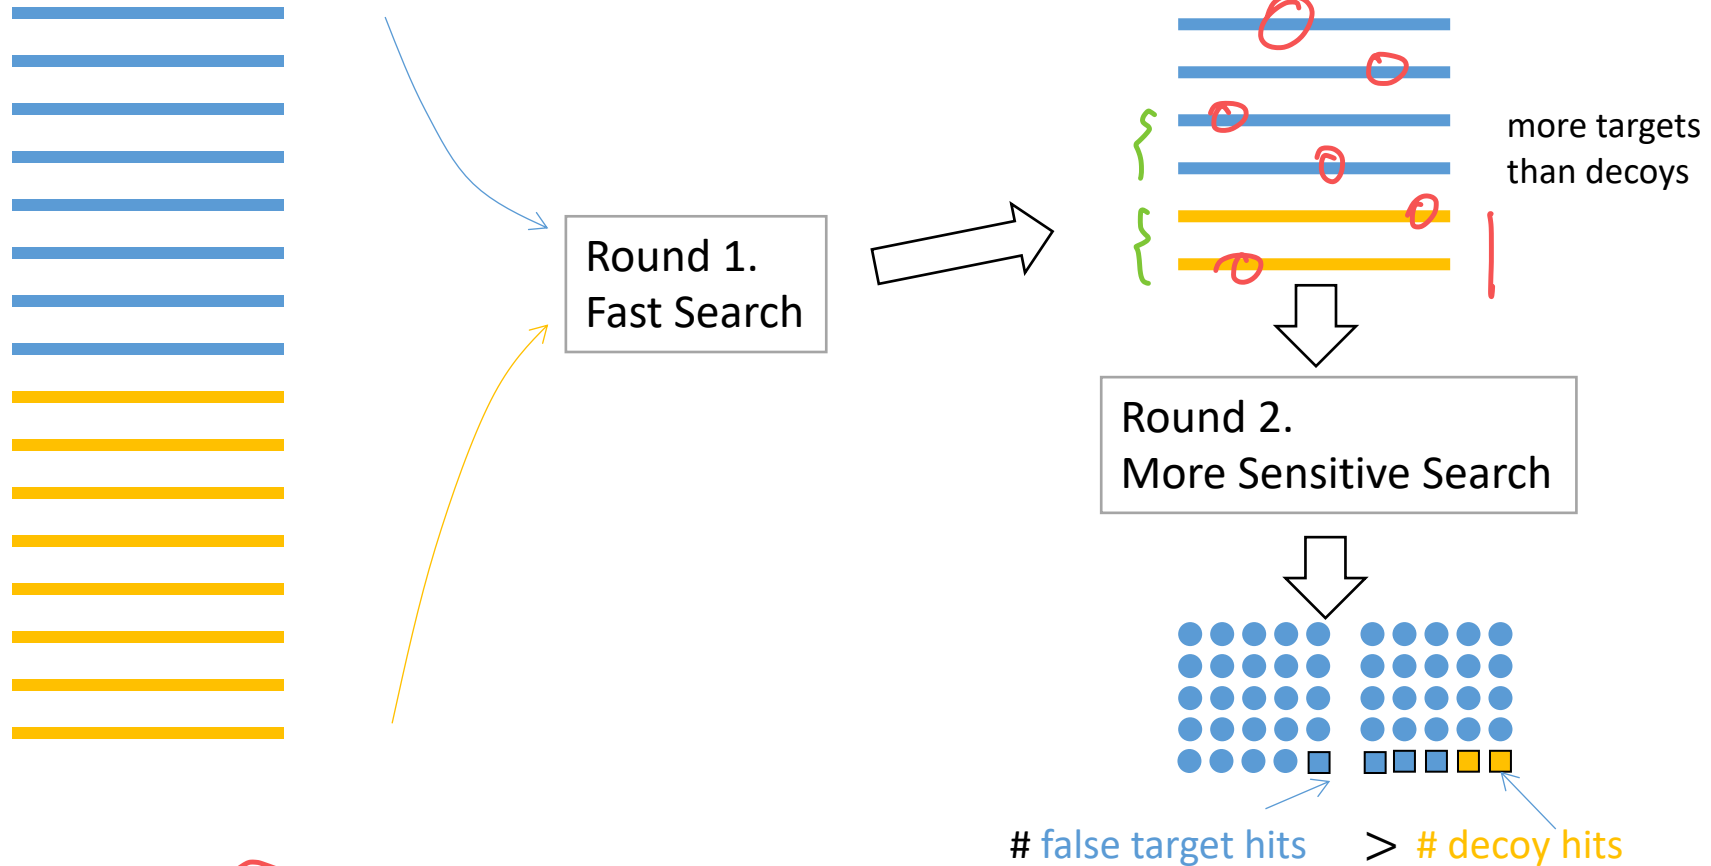 more targets
than decoys
Round 1.
Fast Search
Round 2.
More Sensitive Search
# false target hits > # decoy hits